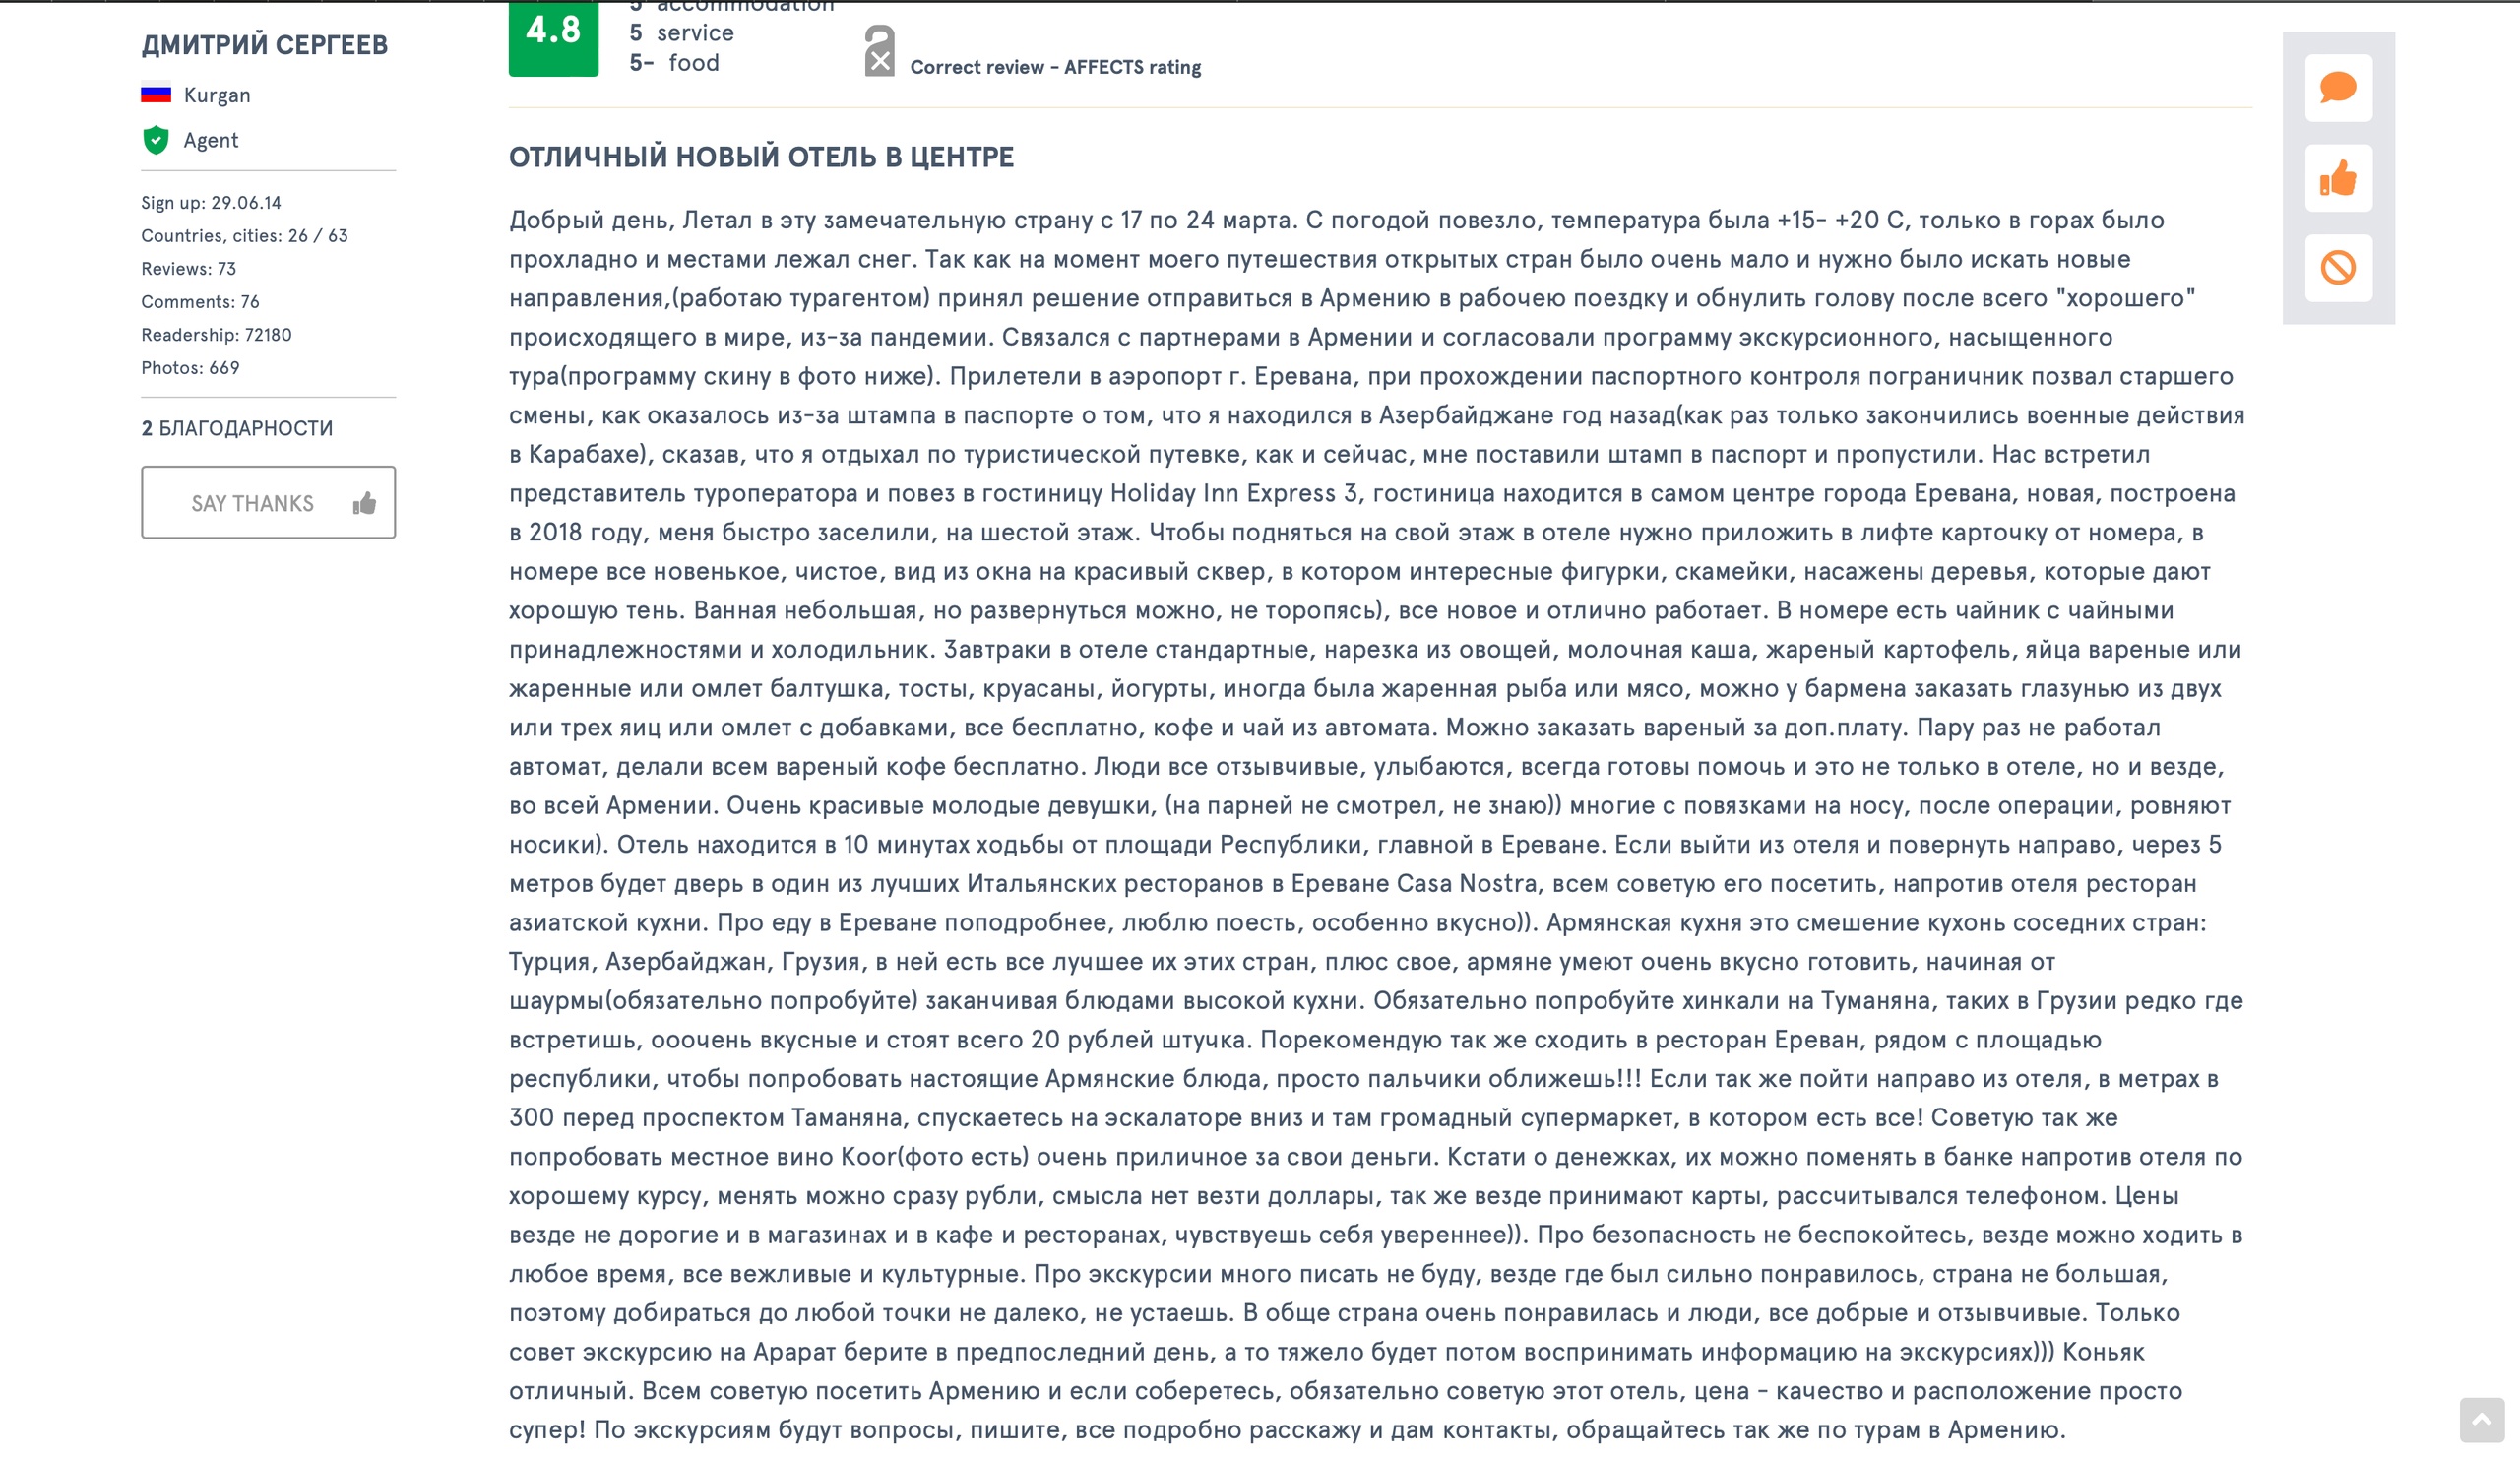 ДМИТРИЙ СЕРГЕЕВ
Kurgan
Agent
Sign up: 29.06.14
Countries, cities: 26 / 63
Reviews: 73
Comments: 76
Readership: 72180
Photos: 669
2 БЛАГОДАРНОСТИ
SAY THANKS
4.8
5 accommodation
5 service
5- food
Correct review - AFFECTS rating
ОТЛИЧНЫЙ НОВЫЙ ОТЕЛЬ В ЦЕНТРЕ
Добрый день, Летал в эту замечательную страну с 17 по 24 марта. С погодой повезло, температура была +15- +20 С, только в горах было
прохладно и местами лежал снег. Так как на момент моего путешествия открытых стран было очень мало и нужно было искать новые
направления,(работаю турагентом) принял решение отправиться в Армению в рабочею поездку и обнулить голову после всего "хорошего"
происходящего в мире, из-за пандемии. Связался с партнерами в Армении и согласовали программу экскурсионного, насыщенного
тура(программу скину в фото ниже). Прилетели в аэропорт г. Еревана, при прохождении паспортного контроля пограничник позвал старшего
смены, как оказалось из-за штампа в паспорте о том, что я находился в Азербайджане год назад(как раз только закончились военные действия
в Карабахе), сказав, что я отдыхал по туристической путевке, как и сейчас, мне поставили штамп в паспорт и пропустили. Нас встретил
представитель туроператора и повез в гостиницу Holiday Inn Express 3, гостиница находится в самом центре города Еревана, новая, построена
в 2018 году, меня быстро заселили, на шестой этаж. Чтобы подняться на свой этаж в отеле нужно приложить в лифте карточку от номера, в
номере все новенькое, чистое, вид из окна на красивый сквер, в котором интересные фигурки, скамейки, насажены деревья, которые дают
хорошую тень. Ванная небольшая, но развернуться можно, не торопясь), все новое и отлично работает. В номере есть чайник с чайными
принадлежностями и холодильник. Завтраки в отеле стандартные, нарезка из овощей, молочная каша, жареный картофель, яйца вареные или
жаренные или омлет балтушка, тосты, круасаны, йогурты, иногда была жаренная рыба или мясо, можно у бармена заказать глазунью из двух
или трех яиц или омлет с добавками, все бесплатно, кофе и чай из автомата. Можно заказать вареный за доп.плату. Пару раз не работал
автомат, делали всем вареный кофе бесплатно. Люди все отзывчивые, улыбаются, всегда готовы помочь и это не только в отеле, но и везде,
во всей Армении. Очень красивые молодые девушки, (на парней не смотрел, не знаю)) многие с повязками на носу, после операции, ровняют
носики). Отель находится в 10 минутах ходьбы от площади Республики, главной в Ереване. Если выйти из отеля и повернуть направо, через 5
метров будет дверь в один из лучших Итальянских ресторанов в Ереване Casa Nostra, всем советую его посетить, напротив отеля ресторан
азиатской кухни. Про еду в Ереване поподробнее, люблю поесть, особенно вкусно)). Армянская кухня это смешение кухонь соседних стран:
Турция, Азербайджан, Грузия, в ней есть все лучшее их этих стран, плюс свое, армяне умеют очень вкусно готовить, начиная от
шаурмы(обязательно попробуйте) заканчивая блюдами высокой кухни. Обязательно попробуйте хинкали на Туманяна, таких в Грузии редко где
встретишь, ооочень вкусные и стоят всего 20 рублей штучка. Порекомендую так же сходить в ресторан Ереван, рядом с площадью
республики, чтобы попробовать настоящие Армянские блюда, просто пальчики оближешь!!! Если так же пойти направо из отеля, в метрах в
300 перед проспектом Таманяна, спускаетесь на эскалаторе вниз и там громадный супермаркет, в котором есть все! Советую так же
попробовать местное вино Koor(фото есть) очень приличное за свои деньги. Кстати о денежках, их можно поменять в банке напротив отеля по
хорошему курсу, менять можно сразу рубли, смысла нет везти доллары, так же везде принимают карты, рассчитывался телефоном. Цены
везде не дорогие и в магазинах и в кафе и ресторанах, чувствуешь себя увереннее)). Про безопасность не беспокойтесь, везде можно ходить в
любое время, все вежливые и культурные. Про экскурсии много писать не буду, везде где был сильно понравилось, страна не большая,
поэтому добираться до любой точки не далеко, не устаешь. В обще страна очень понравилась и люди, все добрые и отзывчивые. Только
совет экскурсию на Арарат берите в предпоследний день, а то тяжело будет потом воспринимать информацию на экскурсиях))) Коньяк
отличный. Всем советую посетить Армению и если соберетесь, обязательно советую этот отель, цена - качество и расположение просто
супер! По экскурсиям будут вопросы, пишите, все подробно расскажу и дам контакты, обращайтесь так же по турам в Армению.